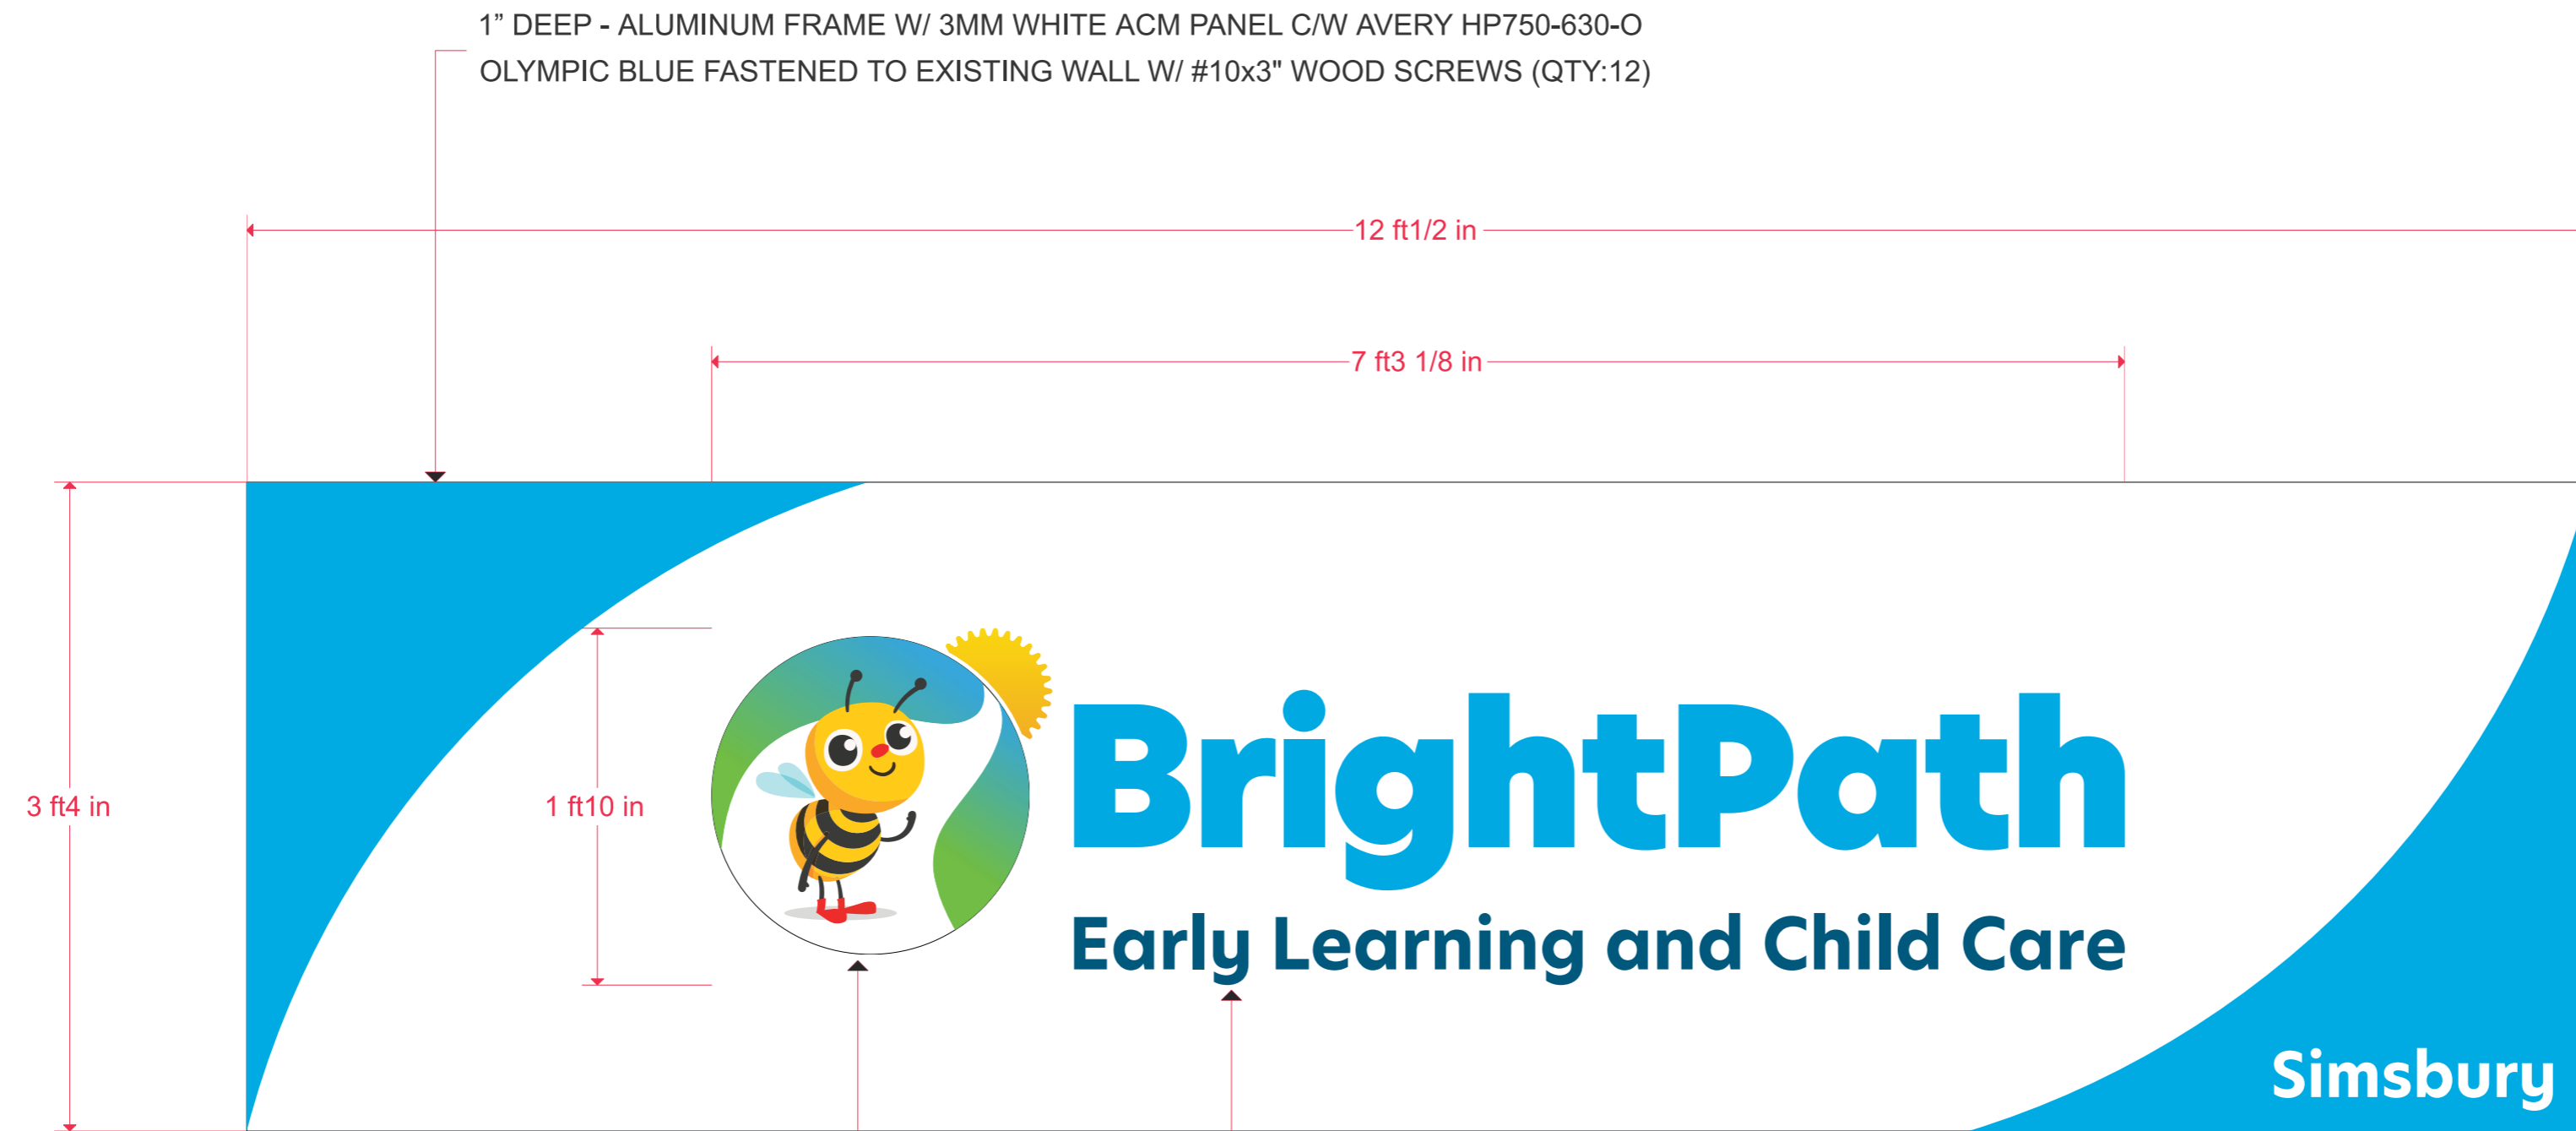 1” DEEP - ALUMINUM FRAME W/ 3MM WHITE ACM PANEL C/W AVERY HP750-630-O
OLYMPIC BLUE FASTENED TO EXISTING WALL W/ #10x3" WOOD SCREWS (QTY:12)
12 ft1/2 in
7 ft3 1/8 in
3 ft4 in
1 ft10 in
BrightPath
Early Learning and Child Care
Simsbury